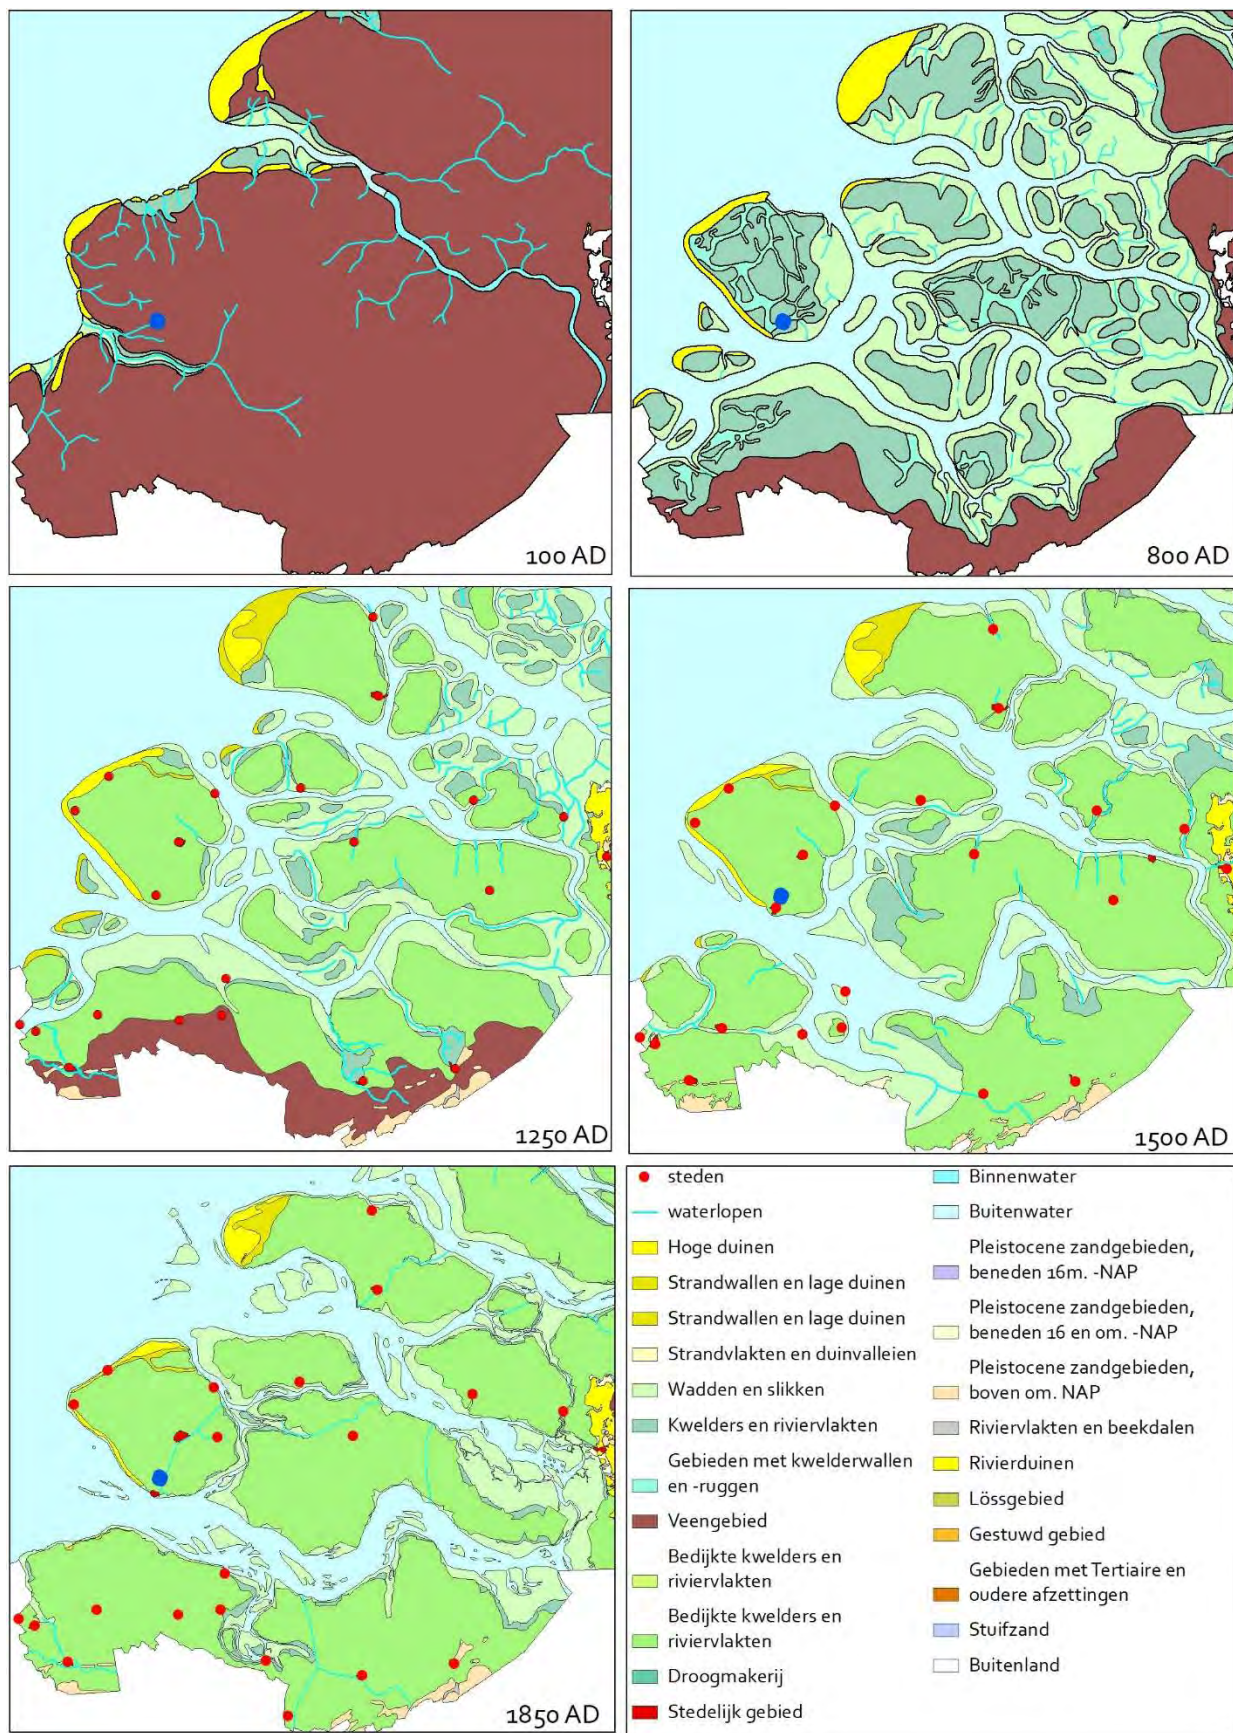 100 AD
800 AD
1250 AD
1500 AD
1850 AD
steden
waterlopen
Hoge duinen
Strandwallen en lage duinen
Strandwallen en lage duinen
Strandvlakten en duinvalleien
Wadden en slikken
Kwelders en riviervlakten
Gebieden met kwelderwallen
en -ruggen
Veengebied
Bedijkte kwelders en
riviervlakten
Bedijkte kwelders en
riviervlakten
Droogmakerij
Stedelijk gebied
Binnenwater
Buitenwater
Pleistocene zandgebieden,
beneden 16m. -NAP
Pleistocene zandgebieden,
beneden 16 en om. -NAP
Pleistocene zandgebieden,
boven om. NAP
Riviervlakten en beekdalen
Rivierduinen
Lössgebied
Gestuwd gebied
Gebieden met Tertiaire en
oudere afzettingen
Stuifzand
Buitenland